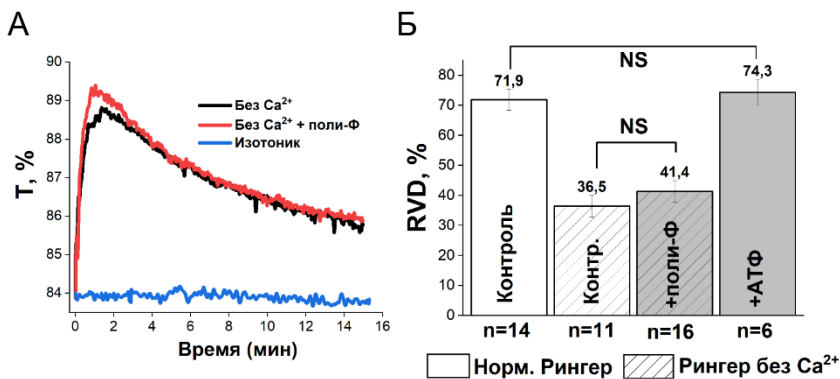 А
Т, %
90
89
88
87
86
85
84
83
Без Ca²⁺
Без Ca²⁺ + поли-Ф
Изотоник
0 2 4 6 8 10 12 14 16
Время (мин)
Б
RVD, %
90
80
70
60
50
40
30
20
10
0
NS
71,9
74,3
NS
36,5
41,4
Контроль
Контр.
+поли-Ф
+АТФ
n=14 n=11 n=16 n=6
Норм. Рингер
Рингер без Ca²⁺